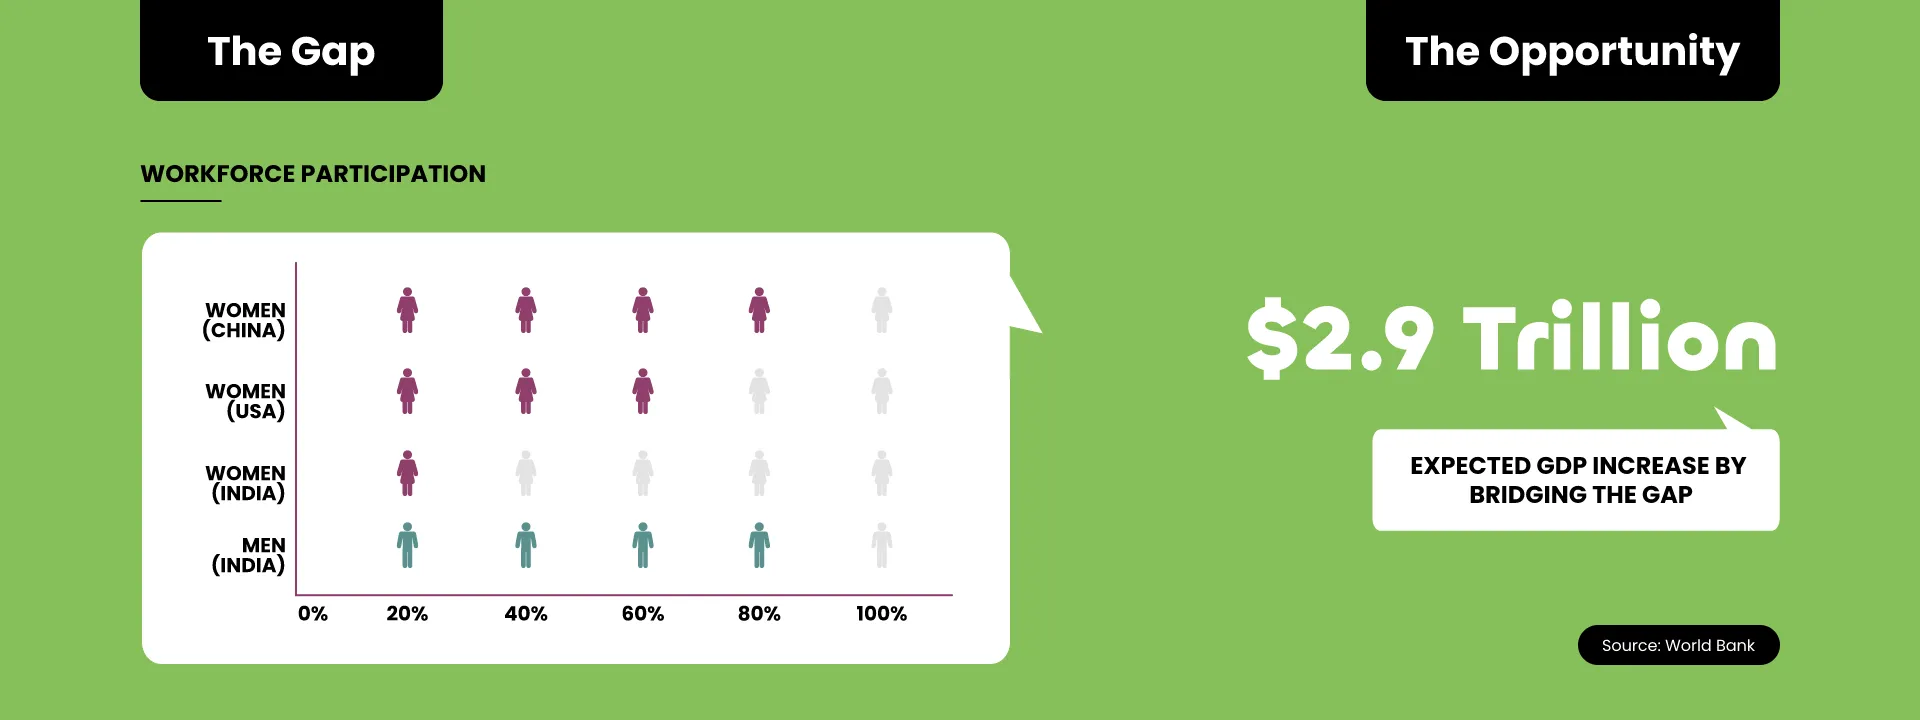 The Gap
The Opportunity
WORKFORCE PARTICIPATION
WOMEN
(CHINA)
WOMEN
(USA)
WOMEN
(INDIA)
MEN
(INDIA)
0% 20% 40% 60% 80% 100%
$2.9 Trillion
EXPECTED GDP INCREASE BY
BRIDGING THE GAP
Source: World Bank